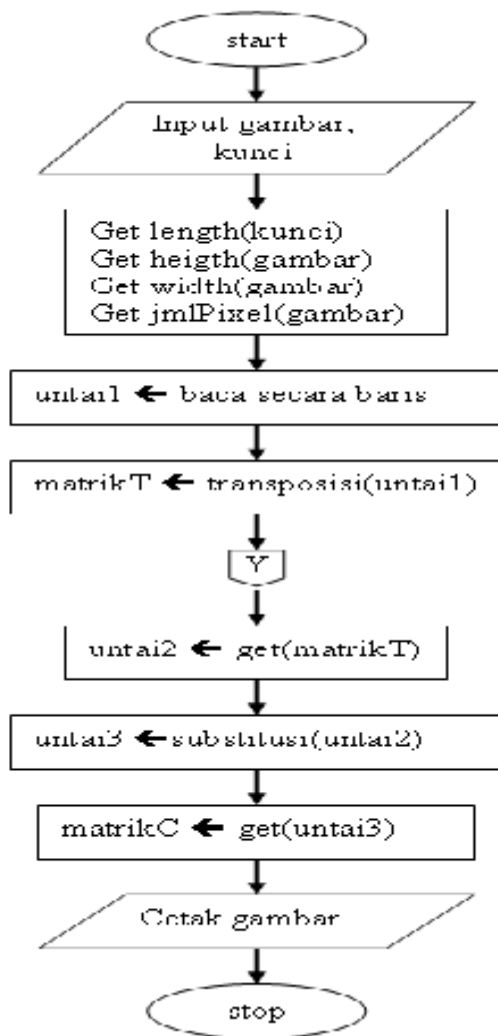 start
Input gambar,
kunci
Get length(kunci)
Get heigth(gambar)
Get width(gambar)
Get jmlPixel(gambar)
untai1 ← baca secara baris
matrikT ← transposisi(untai1)
Y
untai2 ← get(matrikT)
untai3 ←substitusi(untai2)
matrikC ← get(untai3)
Cetak gambar
stop